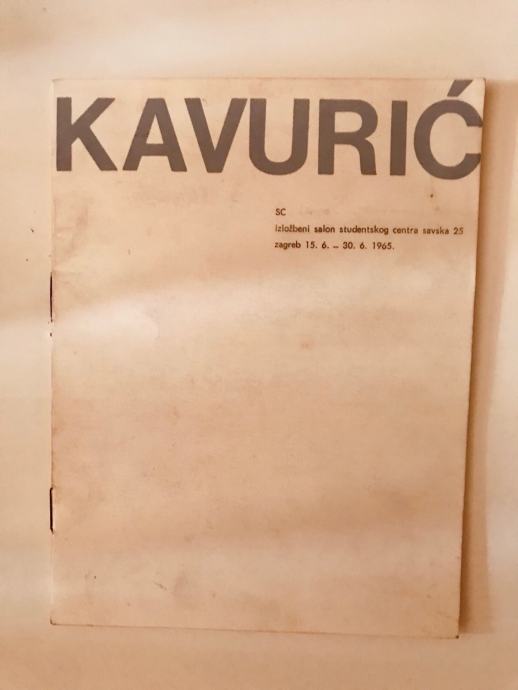 KAVURIĆ
SC
izložbeni salon studentskog centra savska 25
zagreb 15. 6. – 30. 6. 1965.